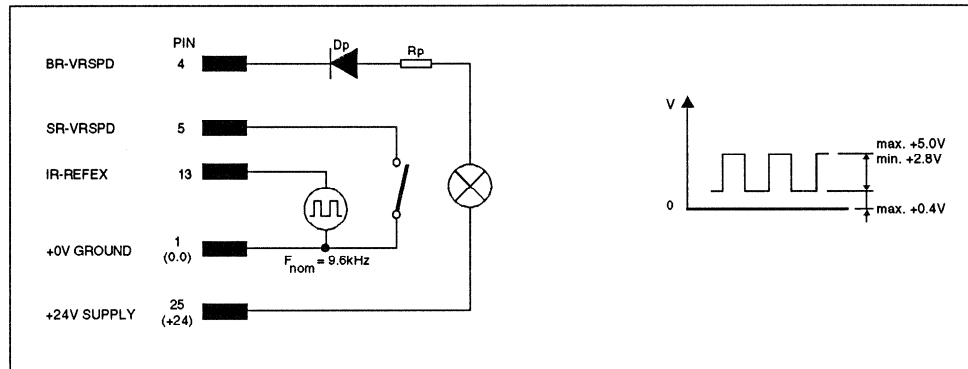 PIN
BR-VRSPD 4 Dp Rp
SR-VRSPD 5
IR-REFEX 13
+0V GROUND 1
(0.0)
Fnom = 9.6kHz
+24V SUPPLY 25
(+24)
V
max. +5.0V
min. +2.8V
0
max. +0.4V